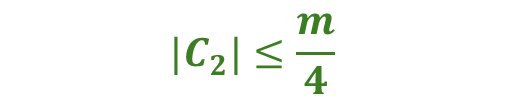 |C₂| ≤ m/4